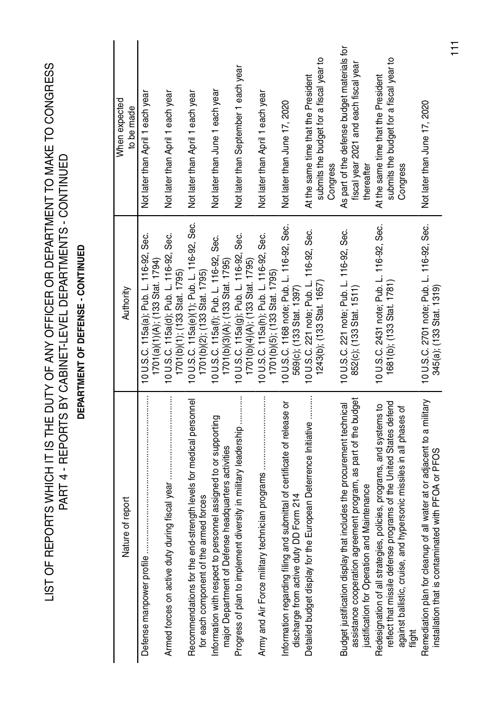 LIST OF REPORTS WHICH IT IS THE DUTY OF ANY OFFICER OR DEPARTMENT TO MAKE TO CONGRESS
PART 4 - REPORTS BY CABINET-LEVEL DEPARTMENTS - CONTINUED
DEPARTMENT OF DEFENSE - CONTINUED
Nature of report Authority When expected
to be made
Defense manpower profile 10 U.S.C. 115a(a); Pub. L. 116-92, Sec. Not later than April 1 each year
1701(a)(1)(A); (133 Stat. 1794)
Armed forces on active duty during fiscal year 10 U.S.C. 115a(d); Pub. L. 116-92, Sec. Not later than April 1 each year
1701(b)(1); (133 Stat. 1795)
Recommendations for the end-strength levels for medical personnel 10 U.S.C. 115a(e)(1); Pub. L. 116-92, Sec. Not later than April 1 each year
for each component of the armed forces 1701(b)(2); (133 Stat. 1795)
Information with respect to personnel assigned to or supporting 10 U.S.C. 115a(f); Pub. L. 116-92, Sec. Not later than June 1 each year
major Department of Defense headquarters activities 1701(b)(3)(A); (133 Stat. 1795)
Progress of plan to implement diversity in military leadership 10 U.S.C. 115a(g); Pub. L. 116-92, Sec. Not later than September 1 each year
1701(b)(4)(A); (133 Stat. 1795)
Army and Air Force military technician programs 10 U.S.C. 115a(h); Pub. L. 116-92, Sec. Not later than April 1 each year
1701(b)(5); (133 Stat. 1795)
Information regarding filing and submittal of certificate of release or 10 U.S.C. 1168 note; Pub. L. 116-92, Sec. Not later than June 17, 2020
discharge from active duty DD Form 214 569(c); (133 Stat. 1397)
Detailed budget display for the European Deterrence Initiative 10 U.S.C. 221 note; Pub. L. 116-92, Sec. At the same time that the President
1243(b); (133 Stat. 1657) submits the budget for a fiscal year to
Congress
Budget justification display that includes the procurement technical 10 U.S.C. 221 note; Pub. L. 116-92, Sec. As part of the defense budget materials for
assistance cooperation agreement program, as part of the budget 852(c); (133 Stat. 1511) fiscal year 2021 and each fiscal year
justification for Operation and Maintenance thereafter
Redesignation of all strategies, policies, programs, and systems to 10 U.S.C. 2431 note; Pub. L. 116-92, Sec. At the same time that the President
reflect that missile defense programs of the United States defend 1681(b); (133 Stat. 1781) submits the budget for a fiscal year to
against ballistic, cruise, and hypersonic missiles in all phases of Congress
flight
Remediation plan for cleanup of all water at or adjacent to a military 10 U.S.C. 2701 note; Pub. L. 116-92, Sec. Not later than June 17, 2020
installation that is contaminated with PFOA or PFOS 345(a); (133 Stat. 1319)
111